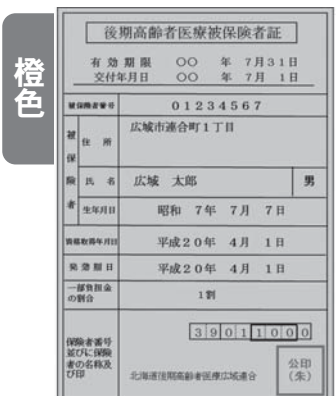 橙色
後期高齢者医療被保険者証
有効期限 ○○ 年 7月31日
交付年月日 ○○ 年 7月 1日
被保険者番号 01234567
被保険者
住所 広域市連合町1丁目
氏名 広域 太郎 男
生年月日 昭和 7年 7月 7日
資格取得年月日 平成20年 4月 1日
発効期日 平成20年 4月 1日
一部負担金の割合 1割
保険者番号並びに保険者の名称及び印 39011000
北海道後期高齢者医療広域連合
公印(朱)